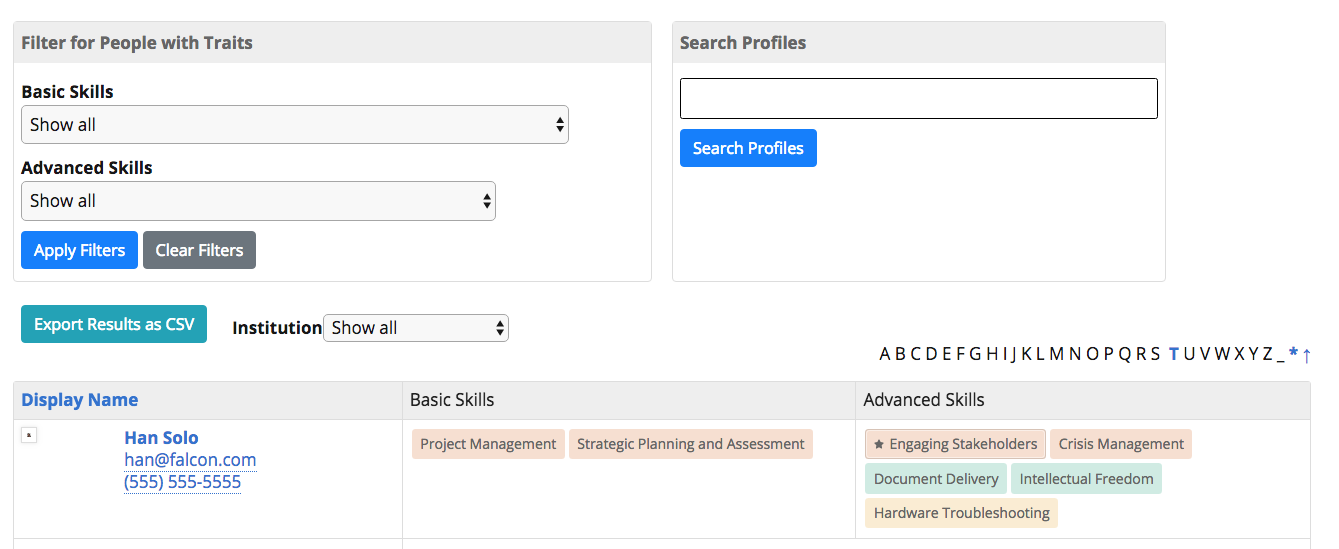 Filter for People with Traits
Basic Skills
Show all
Advanced Skills
Show all
Apply Filters Clear Filters
Search Profiles
Search Profiles
Export Results as CSV Institution Show all
A B C D E F G H I J K L M N O P Q R S T U V W X Y Z _ * ↑
Display Name Basic Skills Advanced Skills
Han Solo
han@falcon.com
(555) 555-5555
Project Management Strategic Planning and Assessment
★ Engaging Stakeholders Crisis Management
Document Delivery Intellectual Freedom
Hardware Troubleshooting